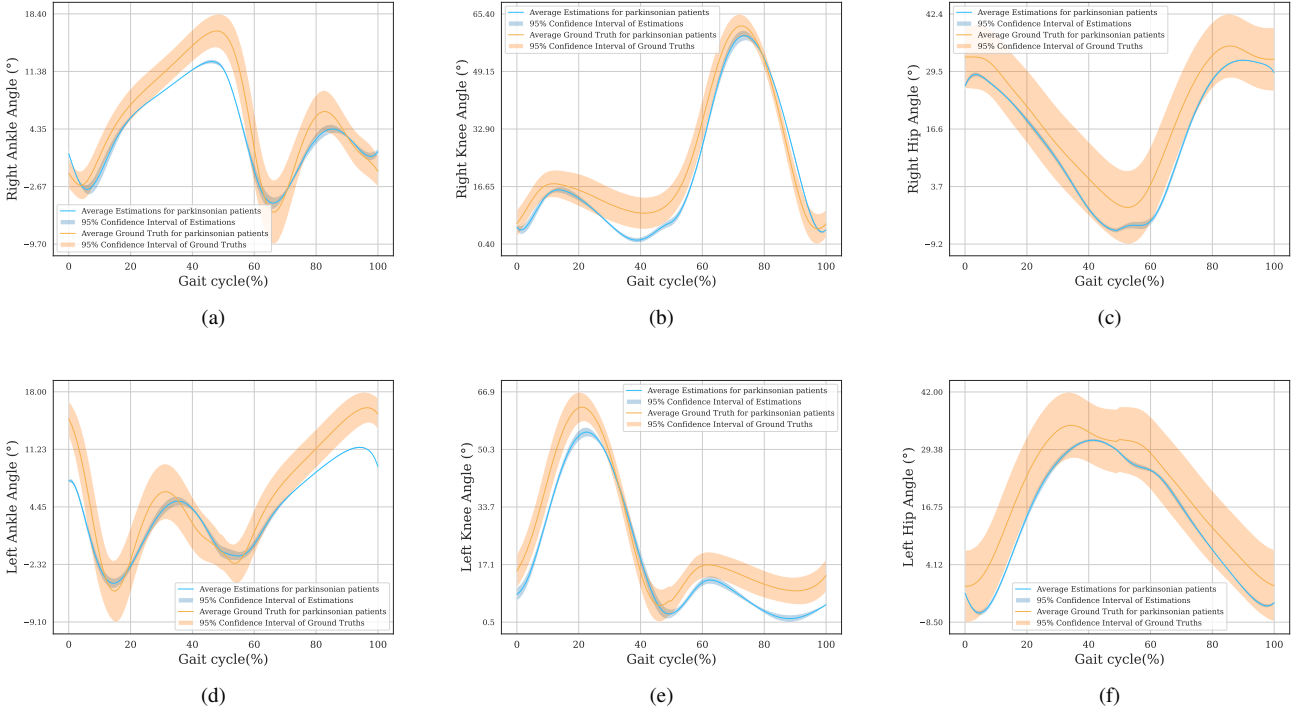 18.40
11.38
4.35
−2.67
−9.70
Right Ankle Angle (°)
Average Estimations for parkinsonian patients
95% Confidence Interval of Estimations
Average Ground Truth for parkinsonian patients
95% Confidence Interval of Ground Truths
0 20 40 60 80 100
Gait cycle(%)
(a)
65.40
49.15
32.90
16.65
0.40
Right Knee Angle (°)
Average Estimations for parkinsonian patients
95% Confidence Interval of Estimations
Average Ground Truth for parkinsonian patients
95% Confidence Interval of Ground Truths
0 20 40 60 80 100
Gait cycle(%)
(b)
42.4
29.5
16.6
3.7
−9.2
Right Hip Angle (°)
Average Estimations for parkinsonian patients
95% Confidence Interval of Estimations
Average Ground Truth for parkinsonian patients
95% Confidence Interval of Ground Truths
0 20 40 60 80 100
Gait cycle(%)
(c)
18.00
11.23
4.45
−2.32
−9.10
Left Ankle Angle (°)
Average Estimations for parkinsonian patients
95% Confidence Interval of Estimations
Average Ground Truth for parkinsonian patients
95% Confidence Interval of Ground Truths
0 20 40 60 80 100
Gait cycle(%)
(d)
66.9
50.3
33.7
17.1
0.5
Left Knee Angle (°)
Average Estimations for parkinsonian patients
95% Confidence Interval of Estimations
Average Ground Truth for parkinsonian patients
95% Confidence Interval of Ground Truths
0 20 40 60 80 100
Gait cycle(%)
(e)
42.00
29.38
16.75
4.12
−8.50
Left Hip Angle (°)
Average Estimations for parkinsonian patients
95% Confidence Interval of Estimations
Average Ground Truth for parkinsonian patients
95% Confidence Interval of Ground Truths
0 20 40 60 80 100
Gait cycle(%)
(f)